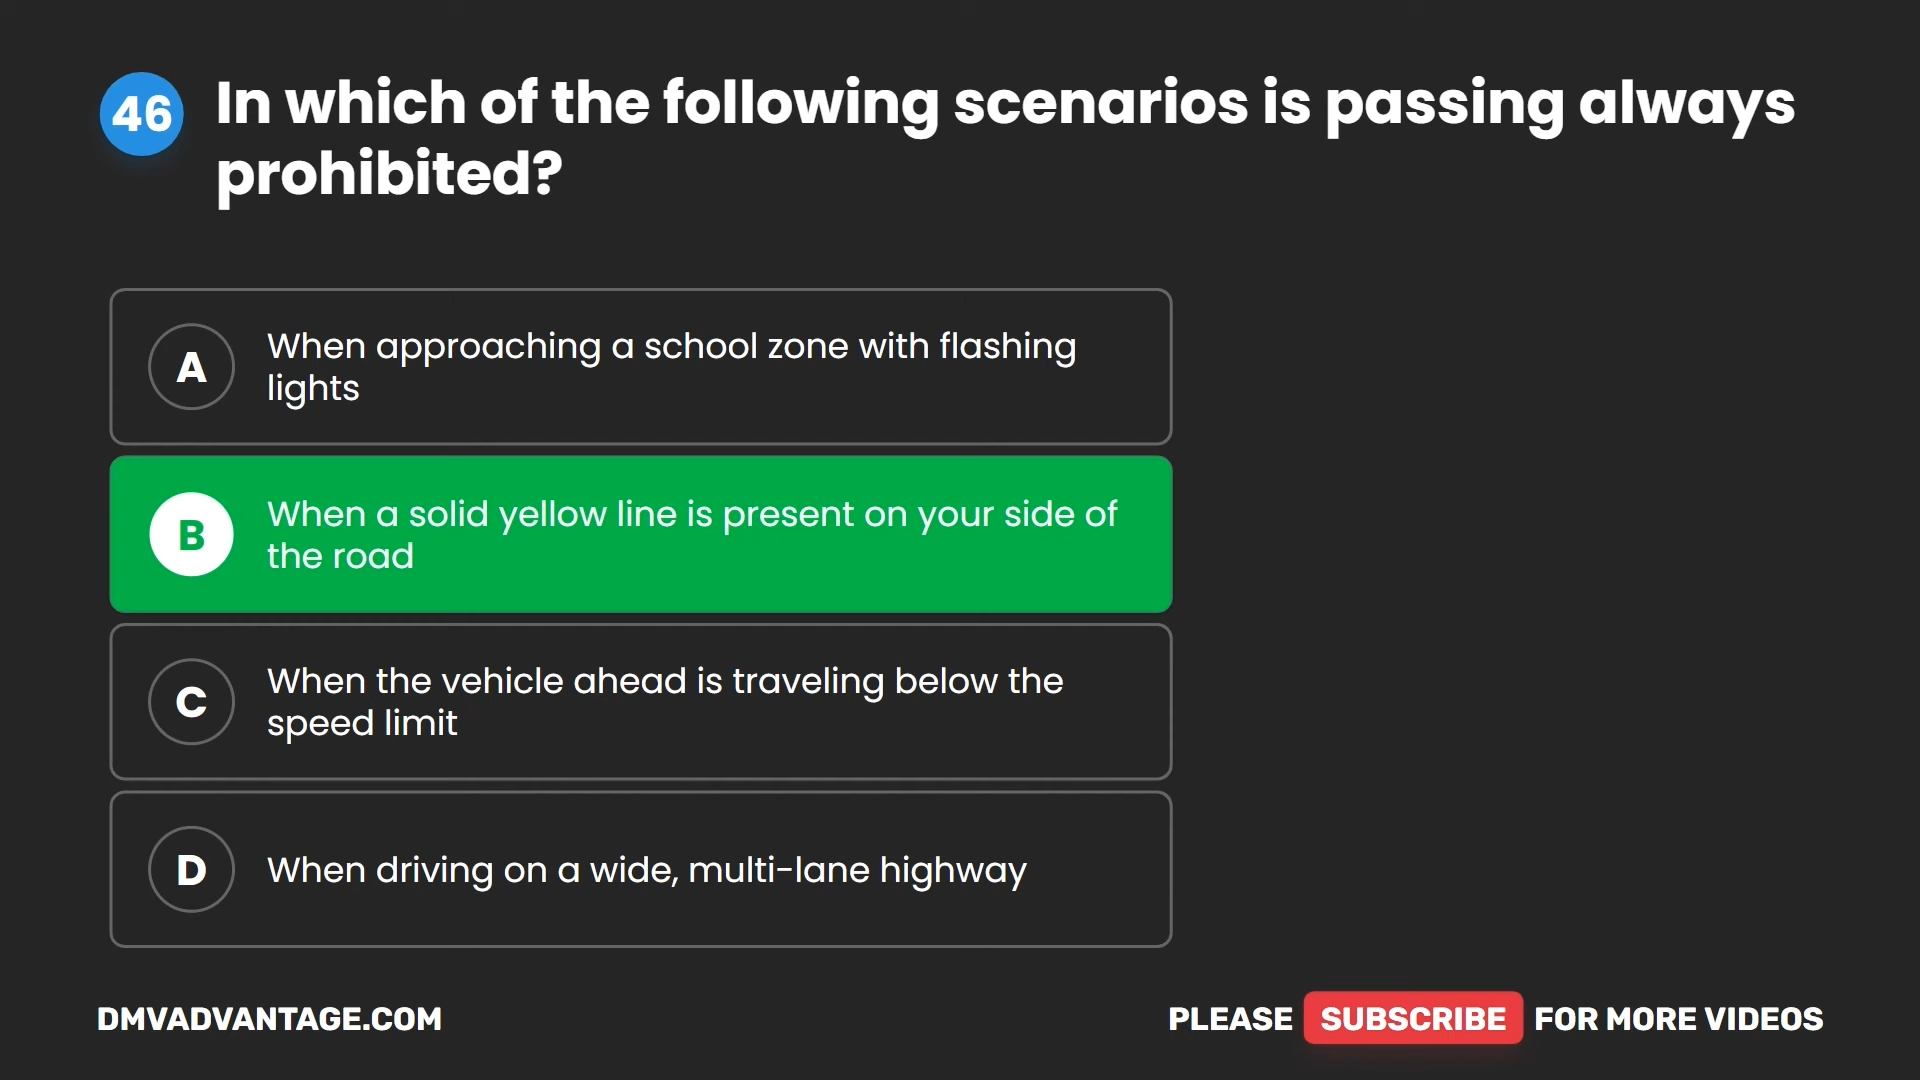 46
In which of the following scenarios is passing always
prohibited?
A
When approaching a school zone with flashing
lights
B
When a solid yellow line is present on your side of
the road
C
When the vehicle ahead is traveling below the
speed limit
D
When driving on a wide, multi-lane highway
DMVADVANTAGE.COM
PLEASE SUBSCRIBE FOR MORE VIDEOS